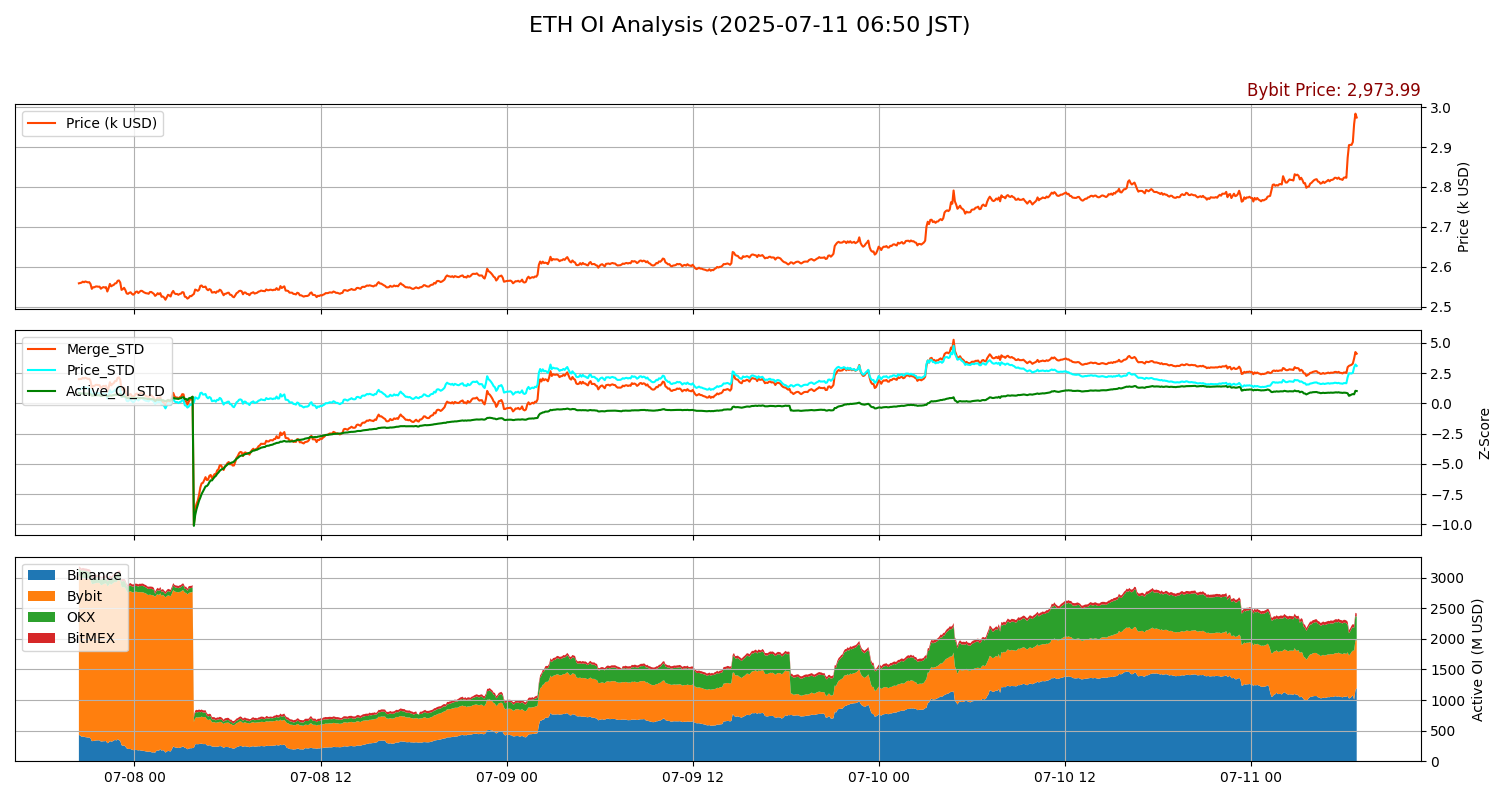 ETH OI Analysis (2025-07-11 06:50 JST)
Bybit Price: 2,973.99
Price (k USD)
3.0
2.9
2.8
2.7
2.6
2.5
Price (k USD)
Merge_STD
Price_STD
Active_OI_STD
5.0
2.5
0.0
−2.5
−5.0
−7.5
−10.0
Z-Score
Binance
Bybit
OKX
BitMEX
3000
2500
2000
1500
1000
500
0
Active OI (M USD)
07-08 00
07-08 12
07-09 00
07-09 12
07-10 00
07-10 12
07-11 00